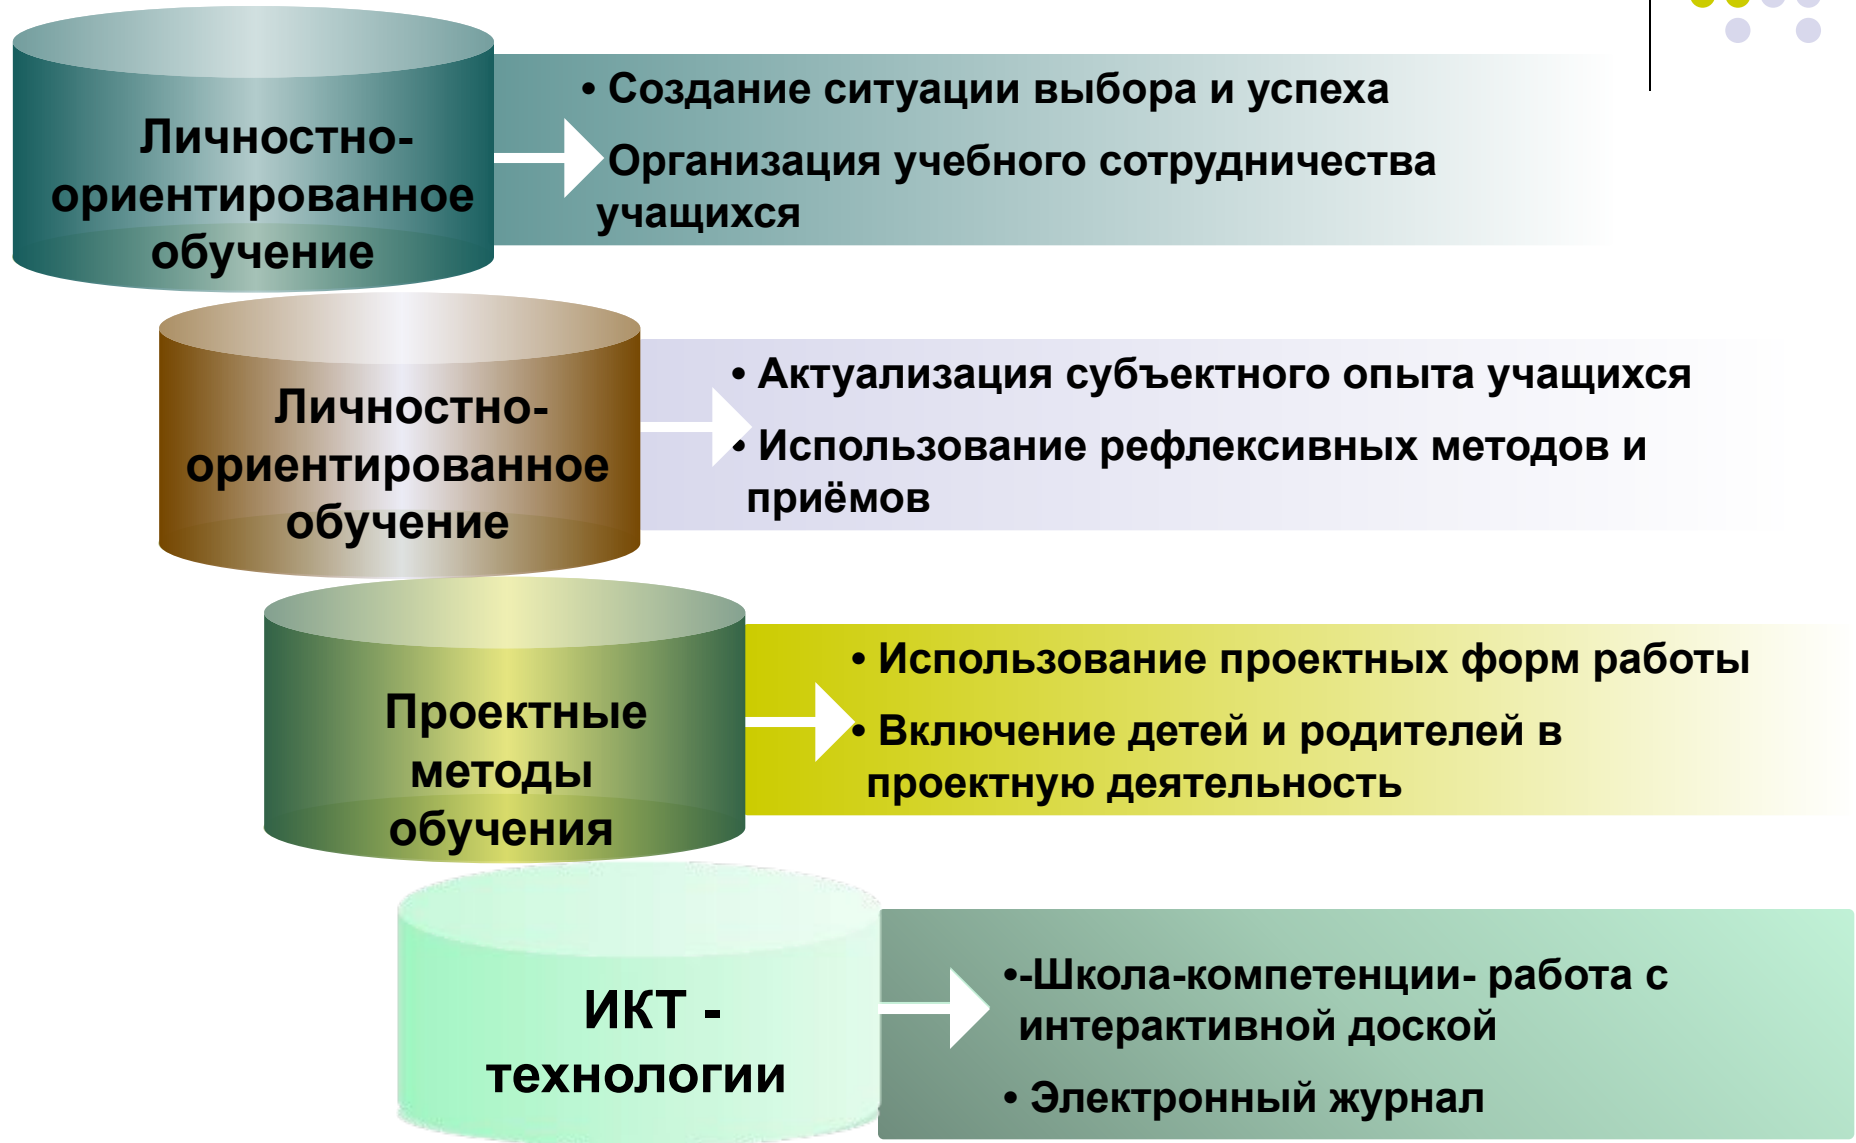 Личностно-
ориентированное
обучение
• Создание ситуации выбора и успеха
Организация учебного сотрудничества
учащихся
Личностно-
ориентированное
обучение
• Актуализация субъектного опыта учащихся
• Использование рефлексивных методов и
приёмов
Проектные
методы
обучения
• Использование проектных форм работы
• Включение детей и родителей в
проектную деятельность
ИКТ -
технологии
•-Школа-компетенции- работа с
интерактивной доской
• Электронный журнал